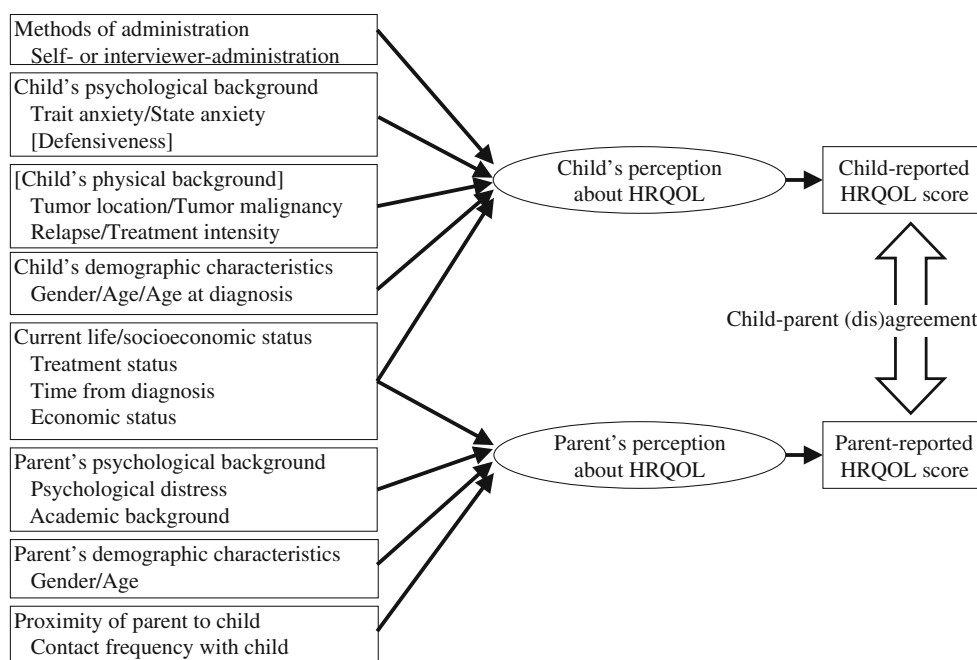 Methods of administration
Self- or interviewer-administration
Child's psychological background
Trait anxiety/State anxiety
[Defensiveness]
[Child's physical background]
Tumor location/Tumor malignancy
Relapse/Treatment intensity
Child's demographic characteristics
Gender/Age/Age at diagnosis
Current life/socioeconomic status
Treatment status
Time from diagnosis
Economic status
Parent's psychological background
Psychological distress
Academic background
Parent's demographic characteristics
Gender/Age
Proximity of parent to child
Contact frequency with child
Child's perception
about HRQOL
Parent's perception
about HRQOL
Child-reported
HRQOL score
Child-parent (dis)agreement
Parent-reported
HRQOL score